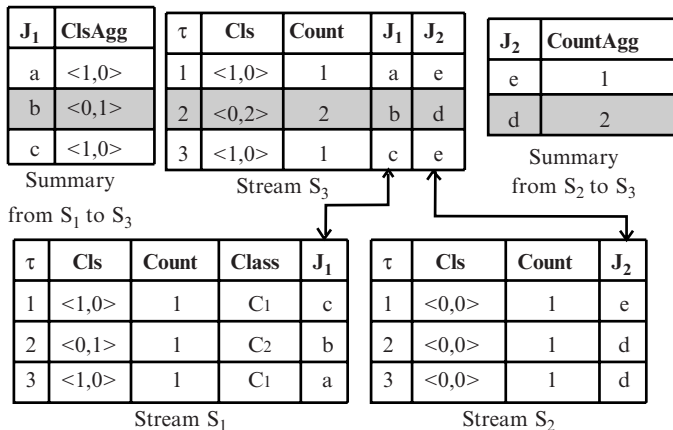 J1 ClsAgg
a <1,0>
b <0,1>
c <1,0>
Summary
from S1 to S3
τ Cls Count J1 J2
1 <1,0> 1 a e
2 <0,2> 2 b d
3 <1,0> 1 c e
Stream S3
J2 CountAgg
e 1
d 2
Summary
from S2 to S3
τ Cls Count Class J1
1 <1,0> 1 C1 c
2 <0,1> 1 C2 b
3 <1,0> 1 C1 a
Stream S1
τ Cls Count J2
1 <0,0> 1 e
2 <0,0> 1 d
3 <0,0> 1 d
Stream S2